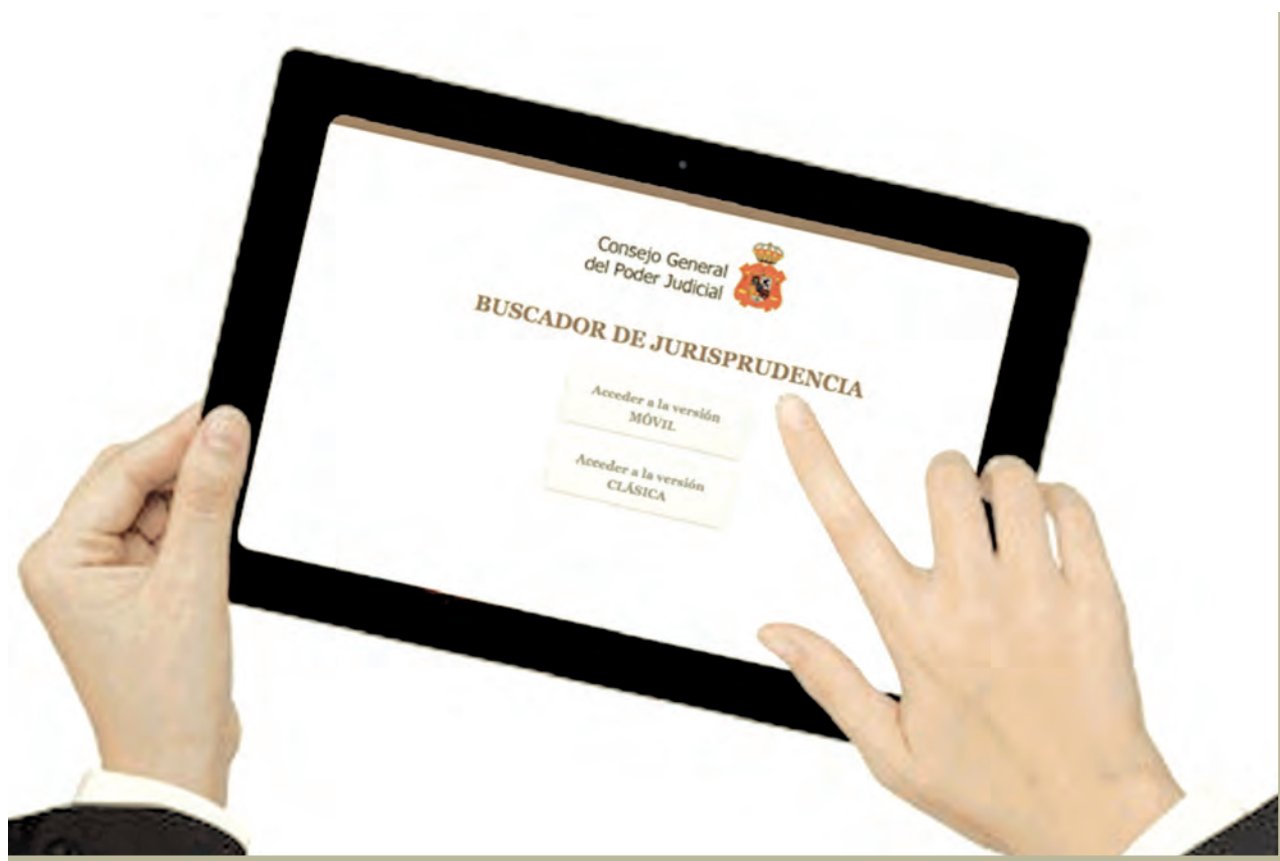 Consejo General
del Poder Judicial
BUSCADOR DE JURISPRUDENCIA
Acceder a la versión
MÓVIL
Acceder a la versión
CLÁSICA